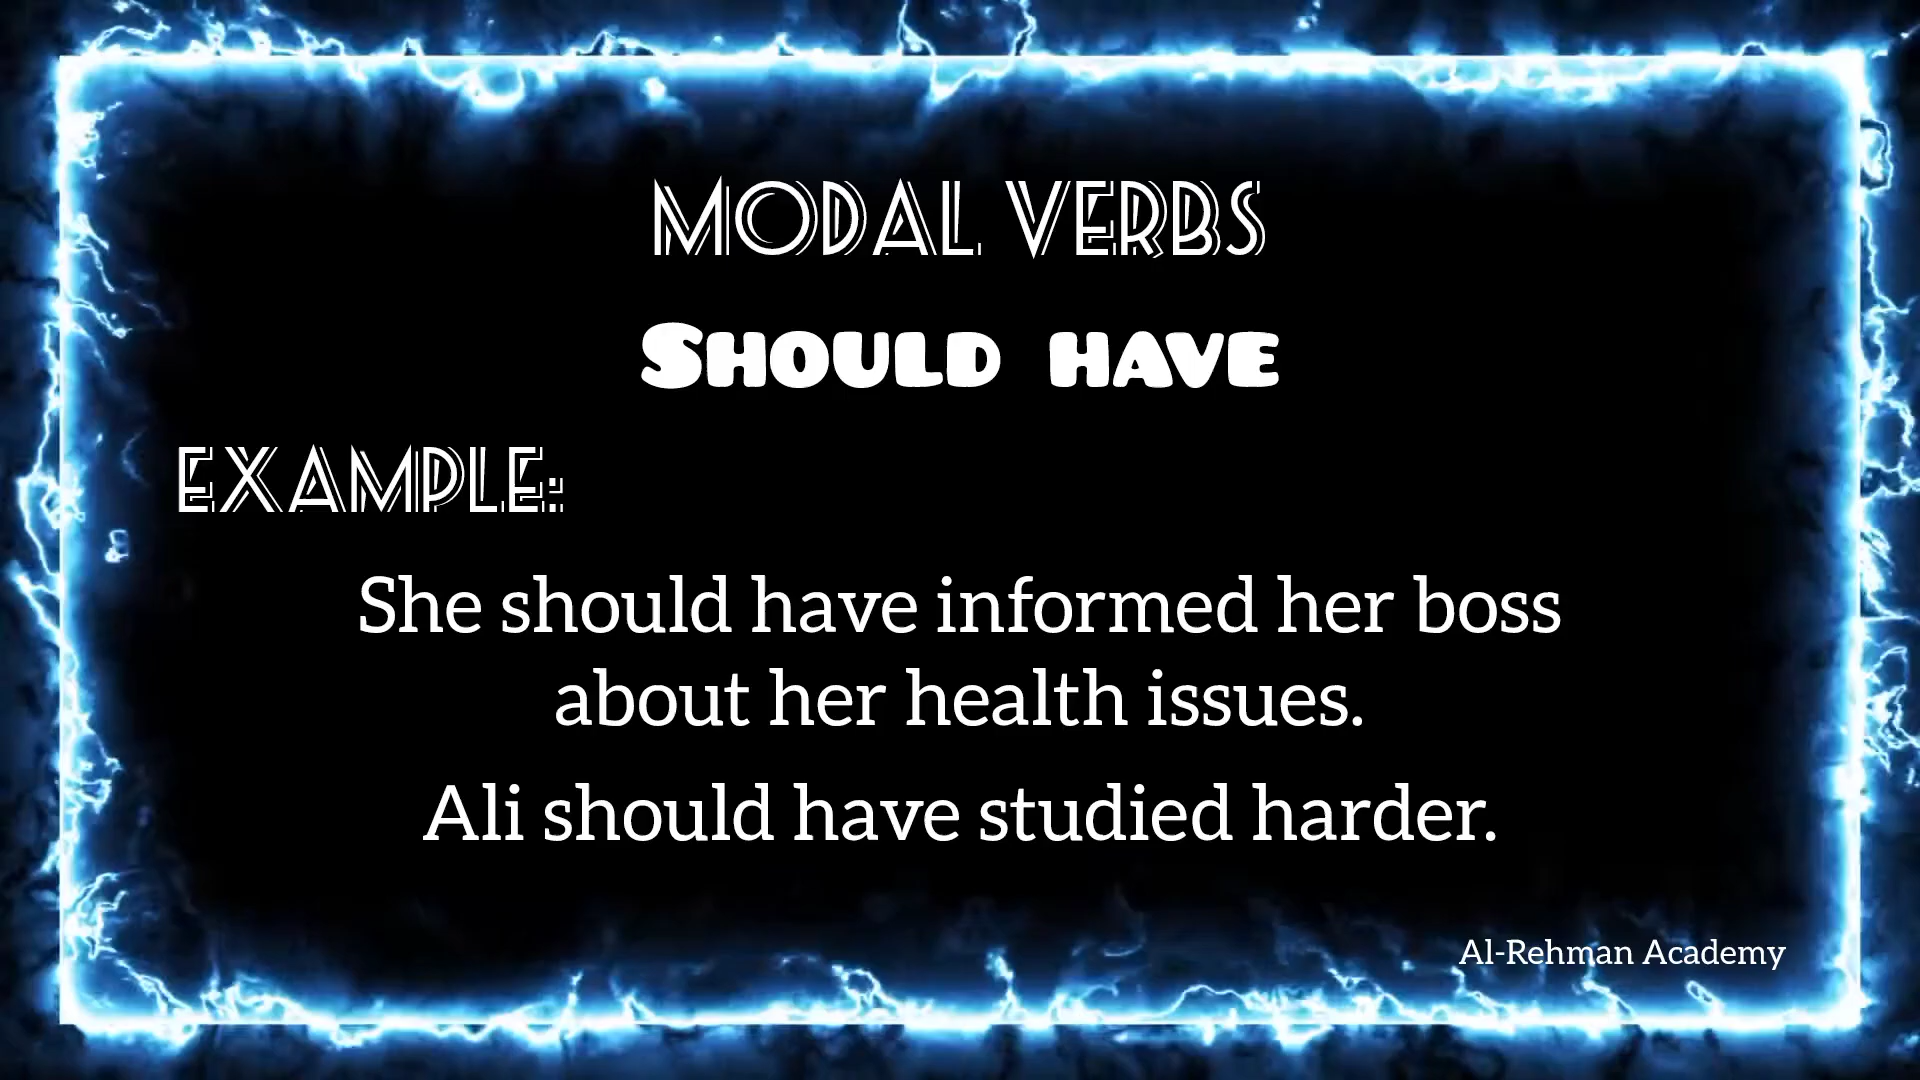 MODAL VERBS
SHOULD HAVE
EXAMPLE:
She should have informed her boss
about her health issues.
Ali should have studied harder.
Al-Rehman Academy